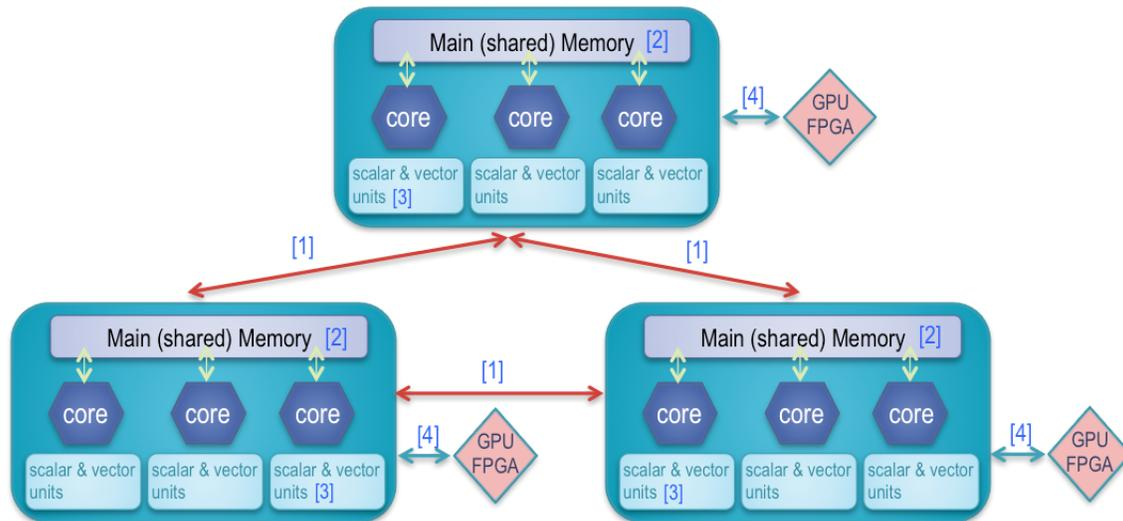 Main (shared) Memory [2]
core
core
core
[4]
GPU
FPGA
scalar & vector
units [3]
scalar & vector
units
scalar & vector
units
[1]
[1]
Main (shared) Memory [2]
core
core
core
scalar & vector
units
scalar & vector
units
scalar & vector
units [3]
[1]
[4]
GPU
FPGA
Main (shared) Memory [2]
core
core
core
scalar & vector
units [3]
scalar & vector
units
scalar & vector
units
[4]
GPU
FPGA